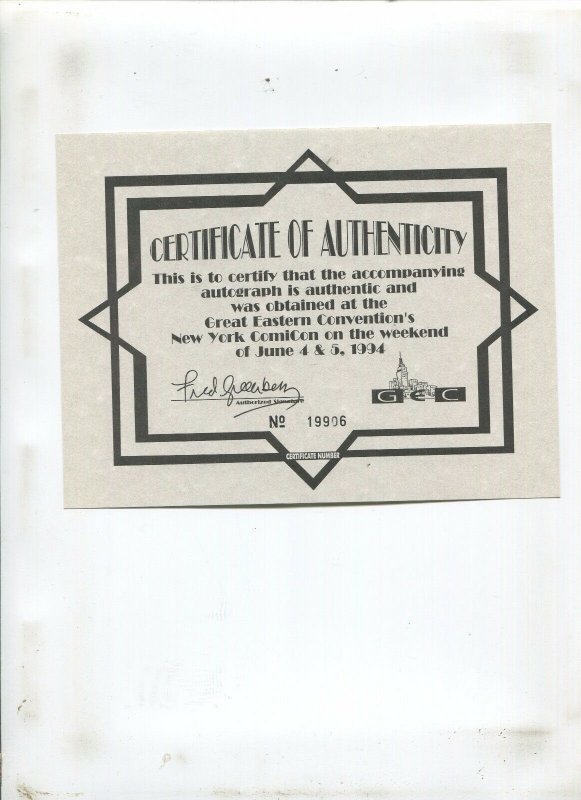 CERTIFICATE OF AUTHENTICITY
This is to certify that the accompanying
autograph is authentic and
was obtained at the
Great Eastern Convention's
New York ComiCon on the weekend
of June 4 & 5, 1994
Fred Greenberg
Authorized Signature
GEC
Nº 19906
CERTIFICATE NUMBER